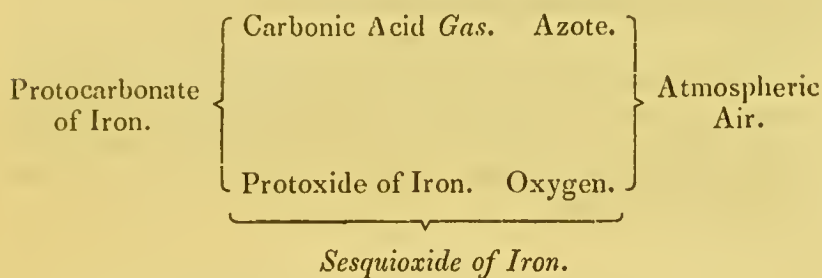 Carbonic Acid Gas. Azote.
Protocarbonate
of Iron.
Atmospheric
Air.
Protoxide of Iron. Oxygen.
Sesquioxide of Iron.